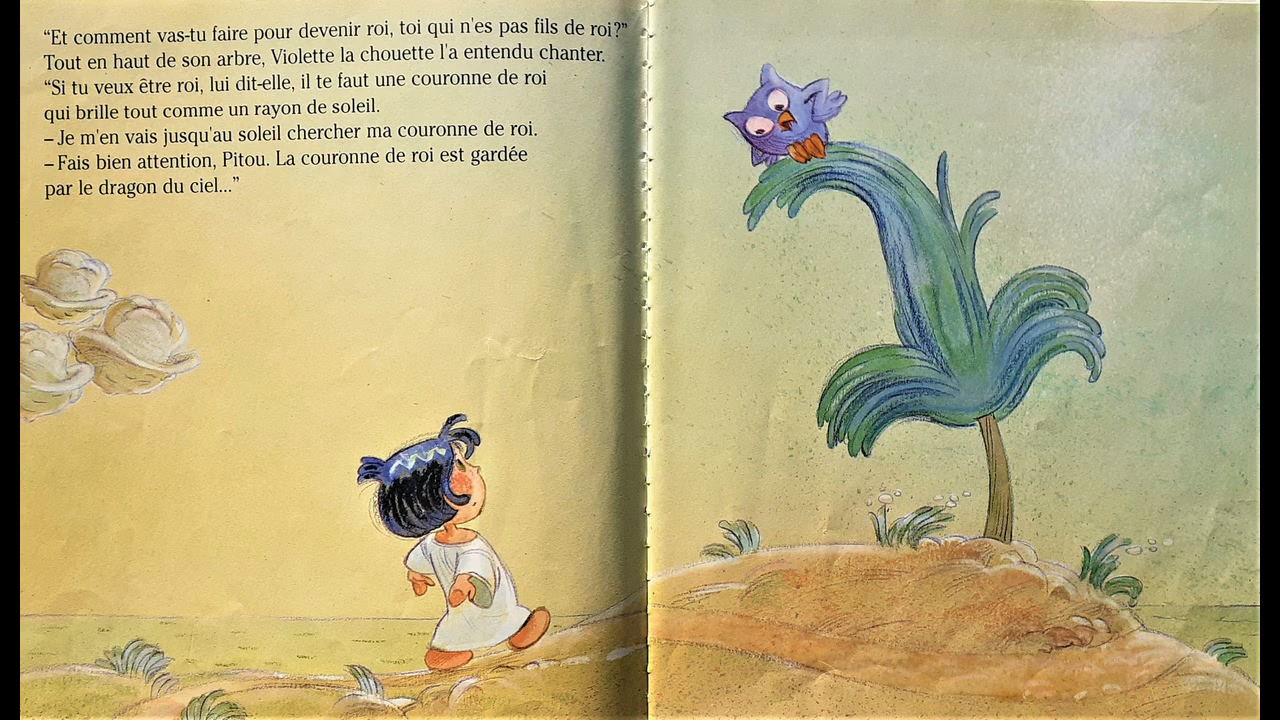 “Et comment vas-tu faire pour devenir roi, toi qui n'es pas fils de roi?”
Tout en haut de son arbre, Violette la chouette l'a entendu chanter.
“Si tu veux être roi, lui dit-elle, il te faut une couronne de roi
qui brille tout comme un rayon de soleil.
– Je m'en vais jusqu'au soleil chercher ma couronne de roi.
– Fais bien attention, Pitou. La couronne de roi est gardée
par le dragon du ciel...”